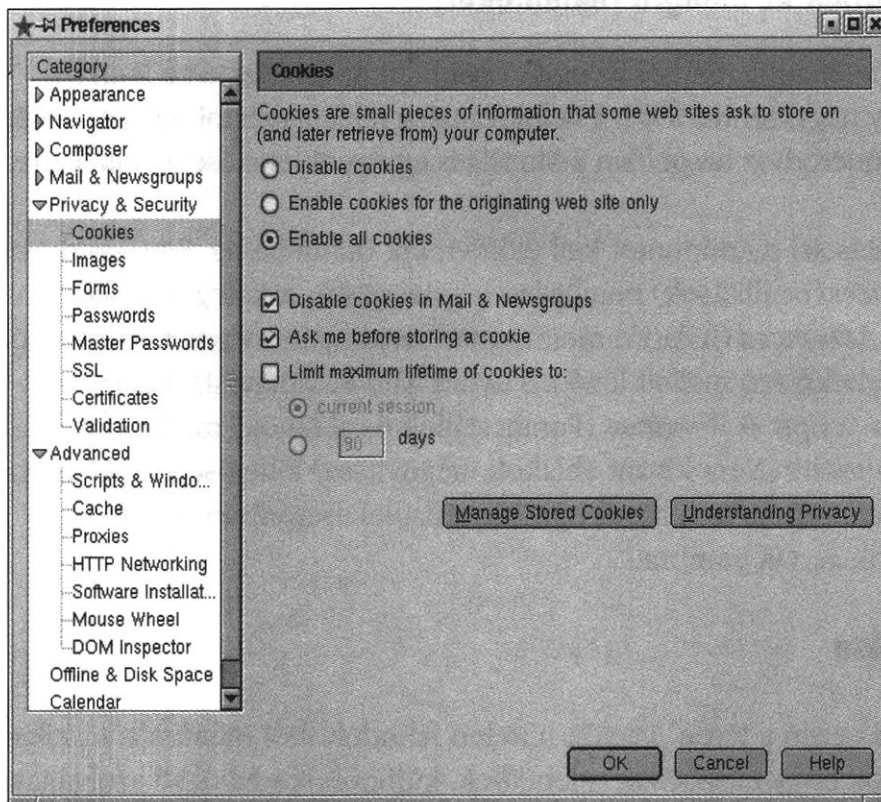 Preferences
Category
Appearance
Navigator
Composer
Mail & Newsgroups
Privacy & Security
Cookies
Images
Forms
Passwords
Master Passwords
SSL
Certificates
Validation
Advanced
Scripts & Windo...
Cache
Proxies
HTTP Networking
Software Installat...
Mouse Wheel
DOM Inspector
Offline & Disk Space
Calendar
Cookies
Cookies are small pieces of information that some web sites ask to store on
(and later retrieve from) your computer.
Disable cookies
Enable cookies for the originating web site only
Enable all cookies
Disable cookies in Mail & Newsgroups
Ask me before storing a cookie
Limit maximum lifetime of cookies to:
current session
90 days
Manage Stored Cookies Understanding Privacy
OK Cancel Help